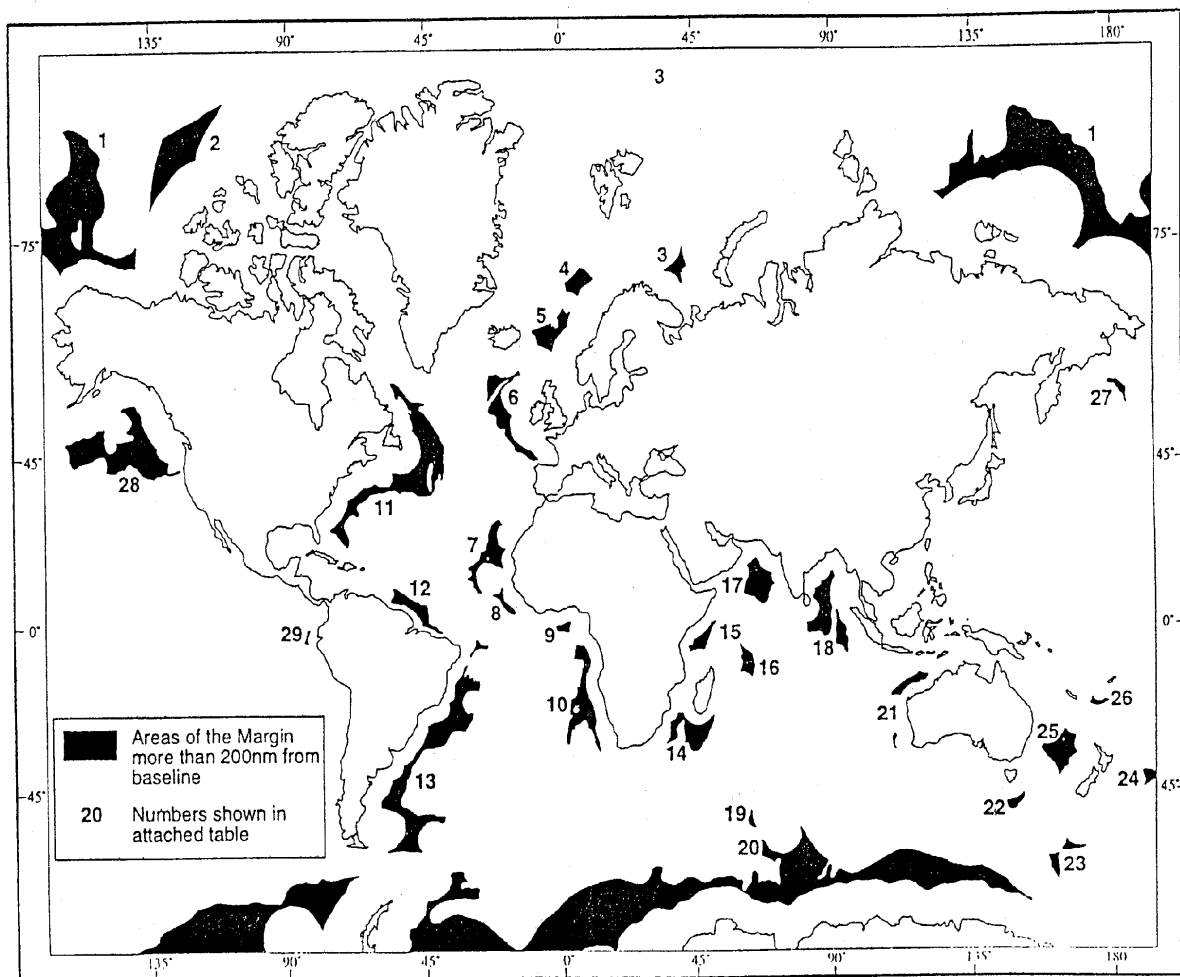 135° 90° 45° 0° 45° 90° 135° 180°
3
1 2 1
75° 3 75°
4
5
6 27
45° 45°
28 11
7
12 17
8
0° 29 9 15 18 0°
16
10 21 26
14 25
Areas of the Margin
more than 200nm from
baseline
13 24
45° 45°
22
20 Numbers shown in
attached table
19
20 23
135° 90° 45° 0° 45° 90° 135° 180°